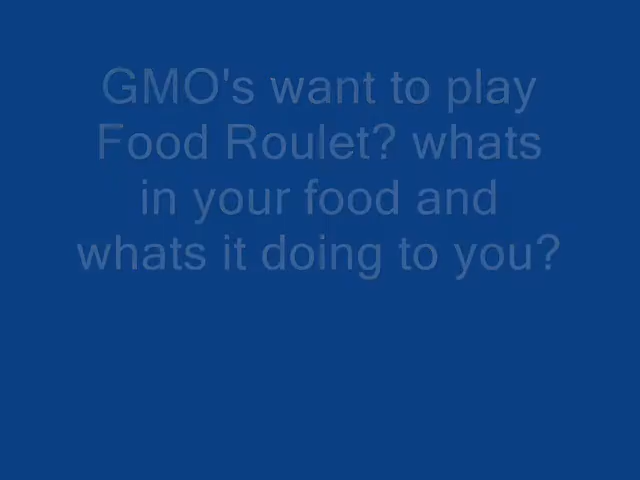 GMO's want to play
Food Roulet? whats
in your food and
whats it doing to you?